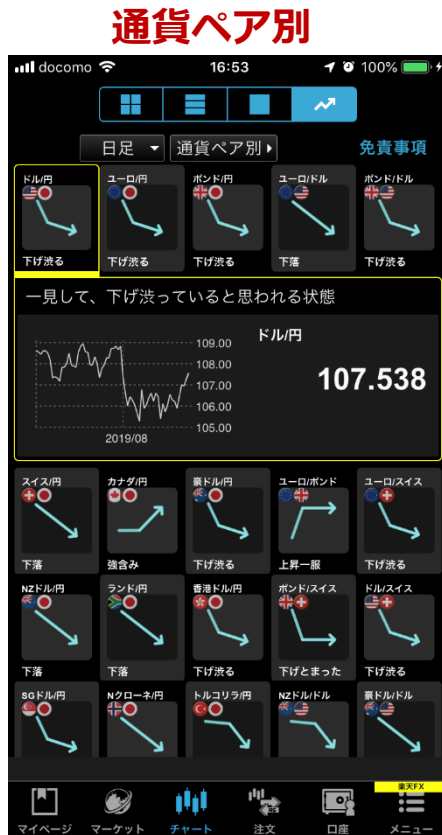 通貨ペア別
docomo 16:53 100%
日足 通貨ペア別 免責事項
ドル/円 ユーロ/円 ポンド/円 ユーロ/ドル ポンド/ドル
下げ渋る 下げ渋る 下げ渋る 下落 下げ渋る
一見して、下げ渋っていると思われる状態
ドル/円
109.00
108.00
107.538
107.00
106.00
105.00
2019/08
スイス/円 カナダ/円 豪ドル/円 ユーロ/ポンド ユーロ/スイス
下落 強含み 下げ渋る 上昇一服 下げ渋る
NZドル/円 ランド/円 香港ドル/円 ポンド/スイス ドル/スイス
下落 下落 下げ渋る 下げとまった 下げ渋る
SGドル/円 Nクローネ/円 トルコリラ/円 NZドル/ドル 豪ドル/ドル
楽天FX
マイページ マーケット チャート 注文 口座 メニュー